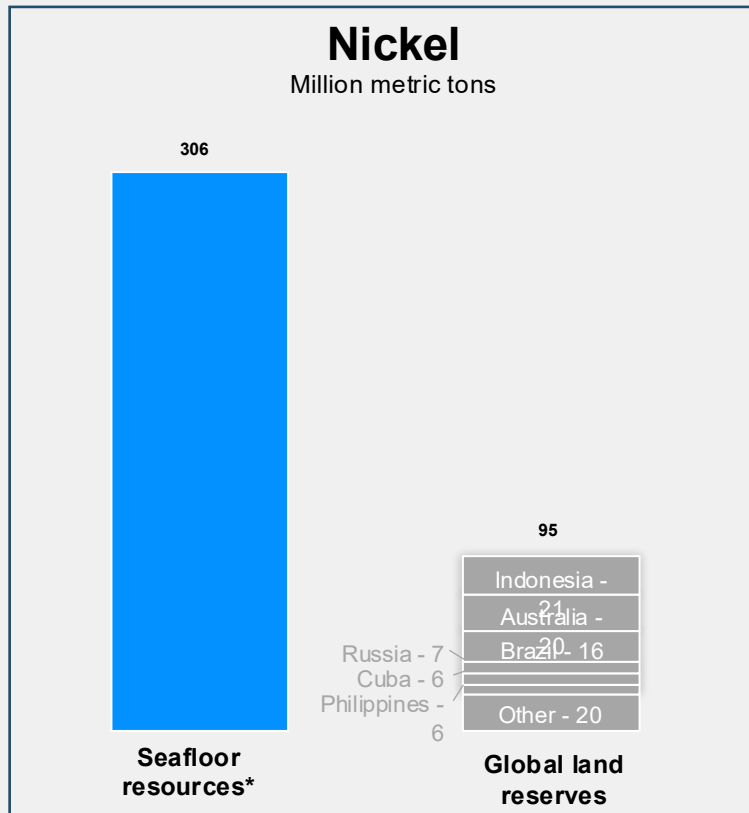 Nickel
Million metric tons
306
95
Indonesia -
21
Australia -
20
Brazil - 16
Russia - 7
Cuba - 6
Philippines -
6
Other - 20
Seafloor
resources*
Global land
reserves